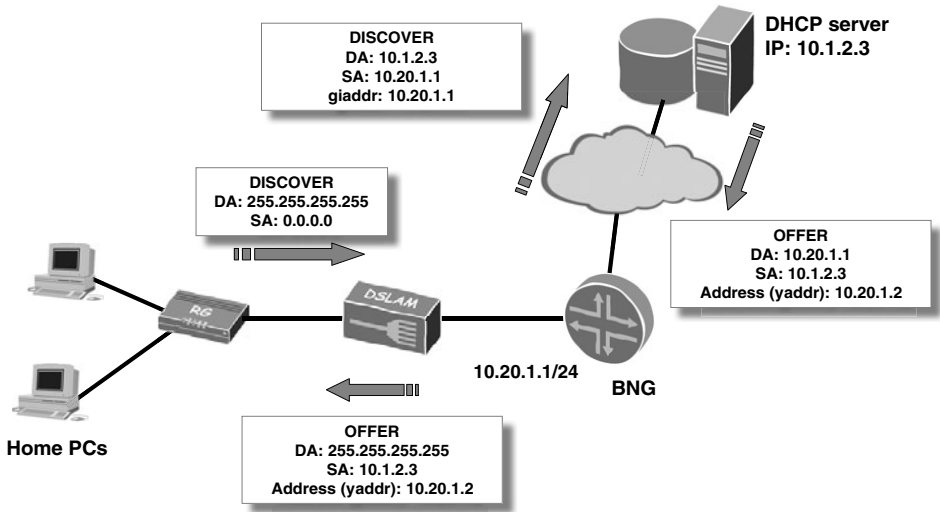 DHCP server
IP: 10.1.2.3
DISCOVER
DA: 10.1.2.3
SA: 10.20.1.1
giaddr: 10.20.1.1
DISCOVER
DA: 255.255.255.255
SA: 0.0.0.0
OFFER
DA: 10.20.1.1
SA: 10.1.2.3
Address (yaddr): 10.20.1.2
RG
DSLAM
10.20.1.1/24
BNG
Home PCs
OFFER
DA: 255.255.255.255
SA: 10.1.2.3
Address (yaddr): 10.20.1.2